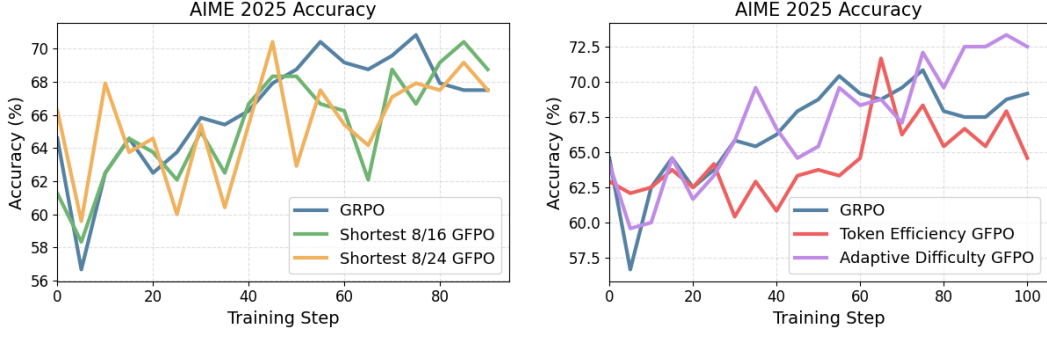 AIME 2025 Accuracy
Accuracy (%)
70
68
66
64
62
60
58
56
0
20
40
60
80
Training Step
GRPO
Shortest 8/16 GFPO
Shortest 8/24 GFPO
AIME 2025 Accuracy
Accuracy (%)
72.5
70.0
67.5
65.0
62.5
60.0
57.5
0
20
40
60
80
100
Training Step
GRPO
Token Efficiency GFPO
Adaptive Difficulty GFPO